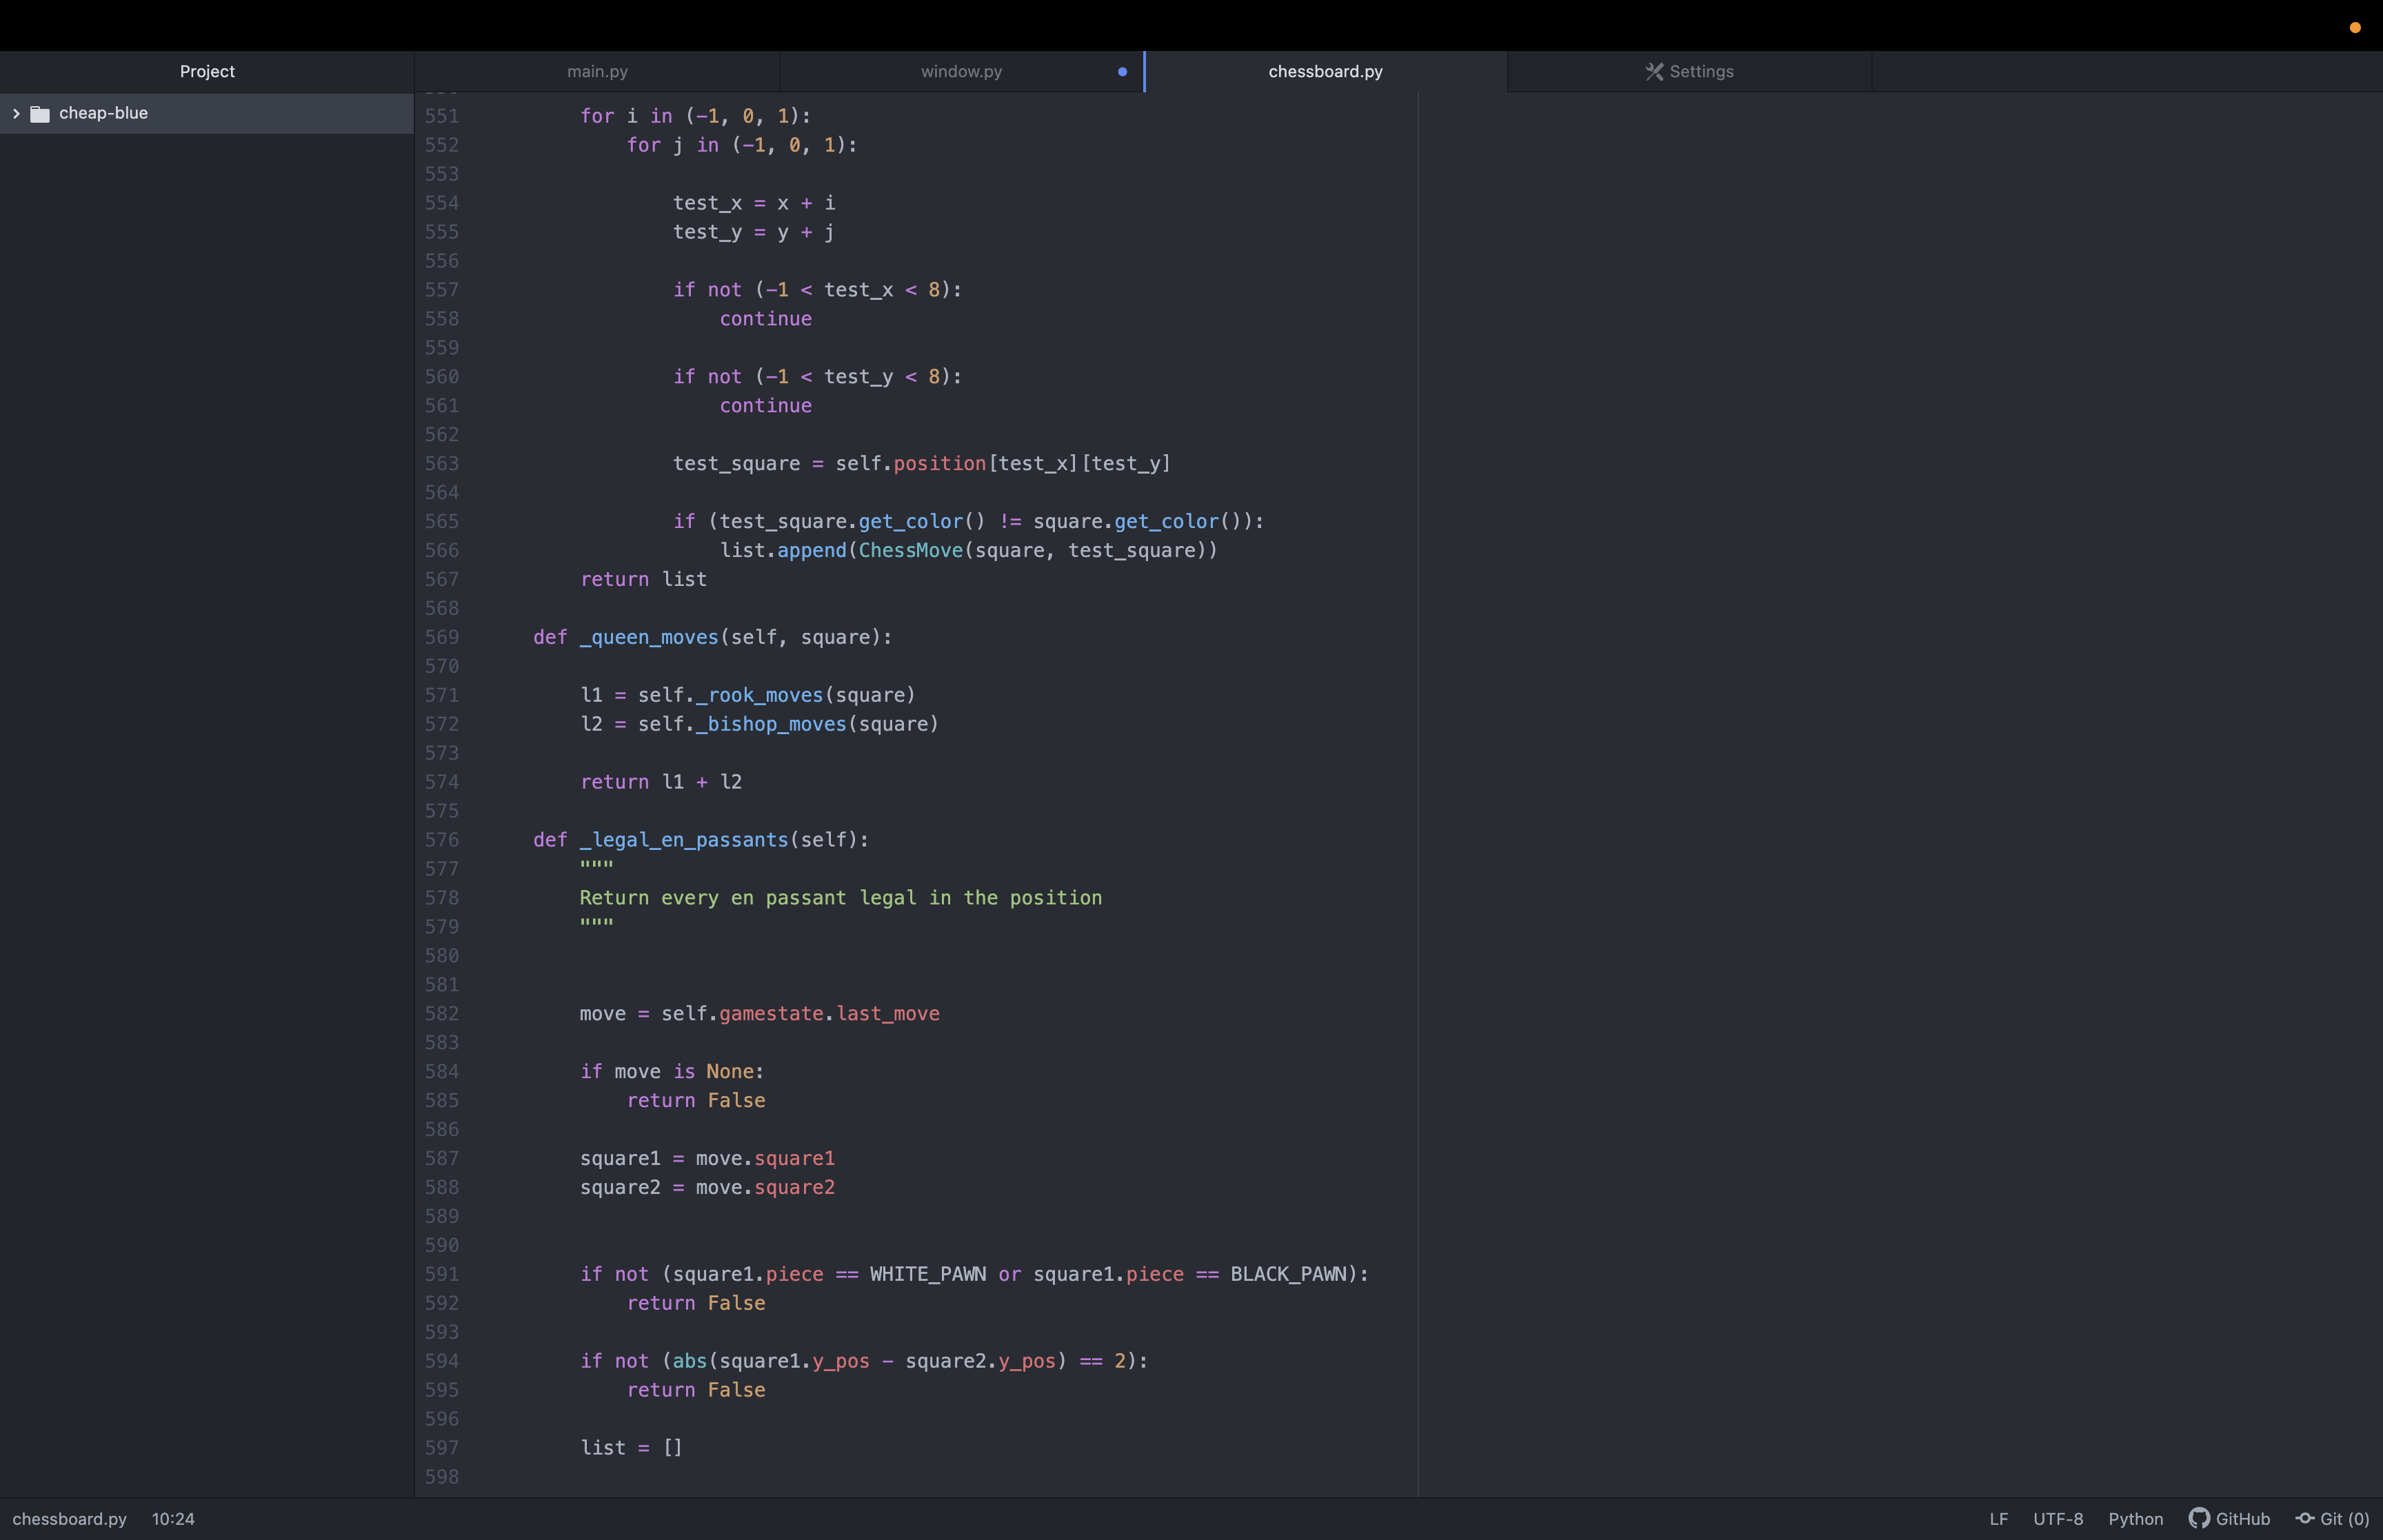 Project
main.py
window.py
chessboard.py
Settings
cheap-blue
551 for i in (-1, 0, 1):
552 for j in (-1, 0, 1):
553
554 test_x = x + i
555 test_y = y + j
556
557 if not (-1 < test_x < 8):
558 continue
559
560 if not (-1 < test_y < 8):
561 continue
562
563 test_square = self.position[test_x][test_y]
564
565 if (test_square.get_color() != square.get_color()):
566 list.append(ChessMove(square, test_square))
567 return list
568
569 def _queen_moves(self, square):
570
571 l1 = self._rook_moves(square)
572 l2 = self._bishop_moves(square)
573
574 return l1 + l2
575
576 def _legal_en_passants(self):
577 """
578 Return every en passant legal in the position
579 """
580
581
582 move = self.gamestate.last_move
583
584 if move is None:
585 return False
586
587 square1 = move.square1
588 square2 = move.square2
589
590
591 if not (square1.piece == WHITE_PAWN or square1.piece == BLACK_PAWN):
592 return False
593
594 if not (abs(square1.y_pos - square2.y_pos) == 2):
595 return False
596
597 list = []
598
chessboard.py 10:24
LF UTF-8 Python GitHub Git (0)